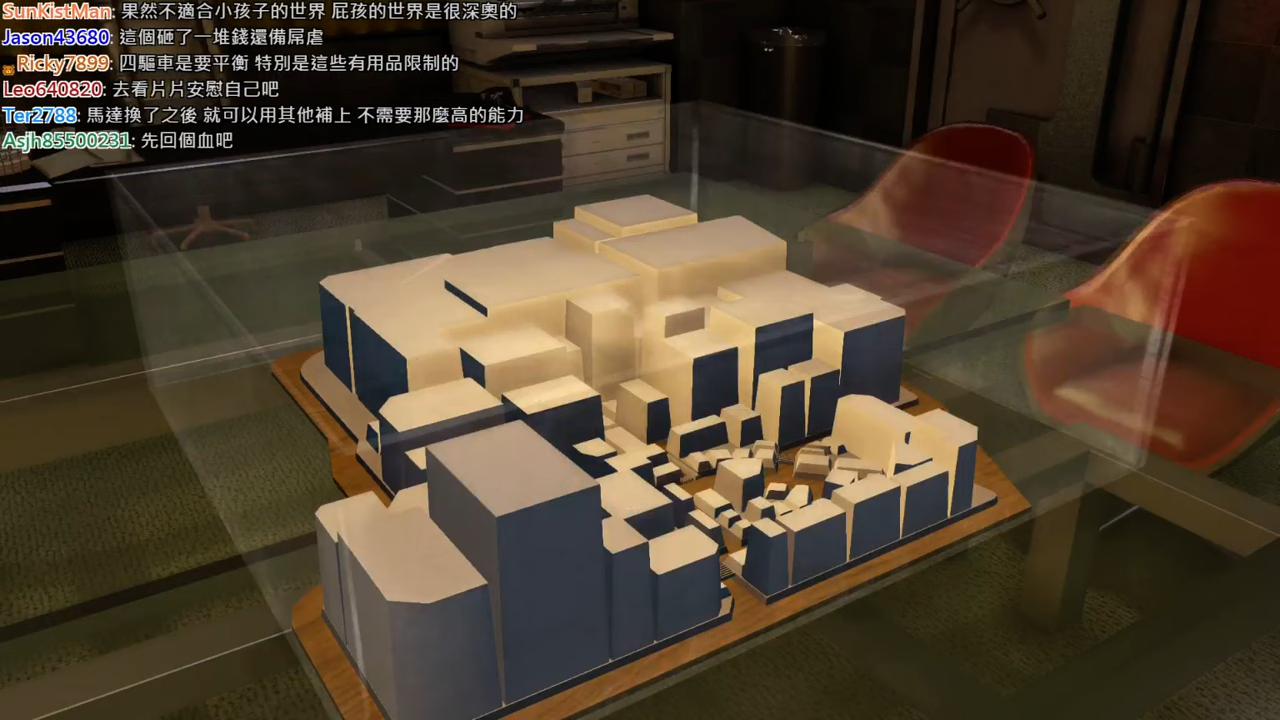 SunKistMan: 果然不適合小孩子的世界 屁孩的世界是很深奧的
Jason43680: 這個砸了一堆錢還備屌虐
Ricky7899: 四驅車是要平衡 特別是這些有用品限制的
Leo640820: 去看片片安慰自己吧
Ter2788: 馬達換了之後 就可以用其他補上 不需要那麼高的能力
Asjh85500231: 先回個血吧